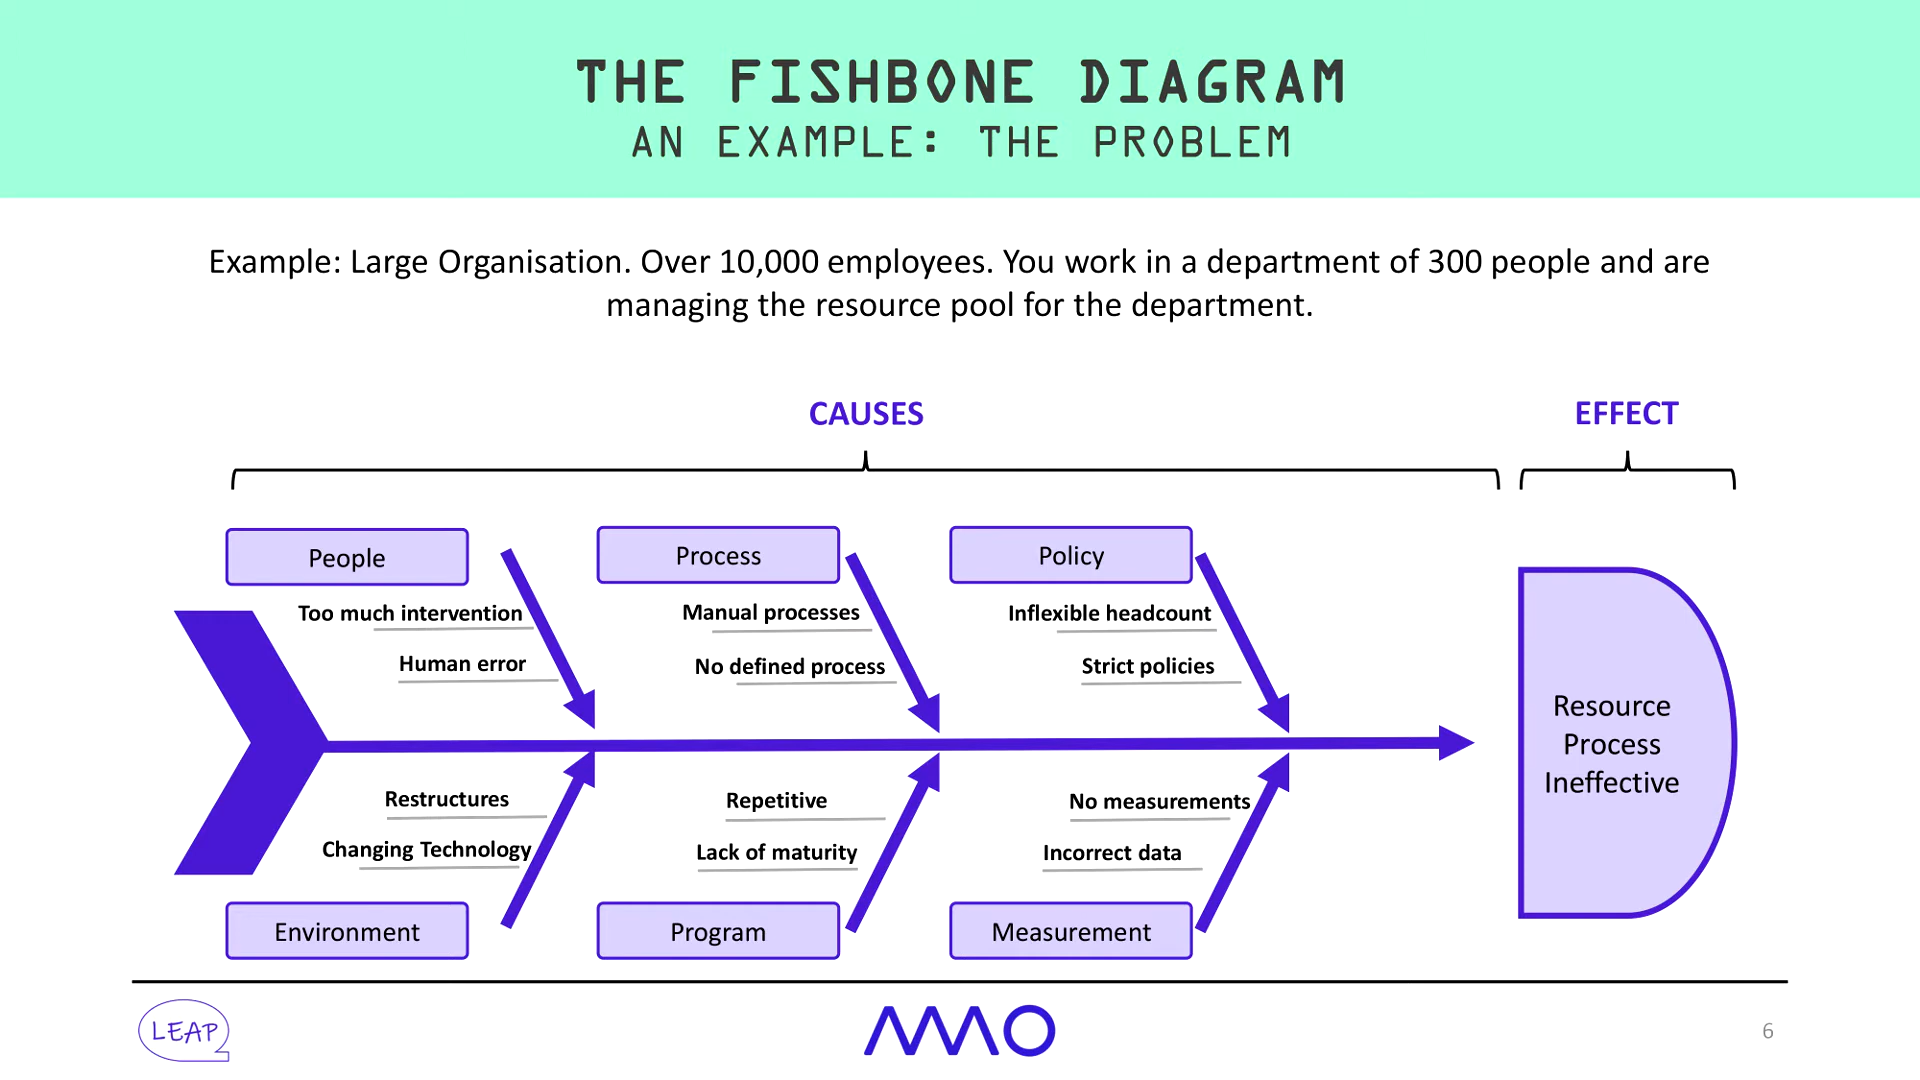 THE FISHBONE DIAGRAM
AN EXAMPLE: THE PROBLEM
Example: Large Organisation. Over 10,000 employees. You work in a department of 300 people and are
managing the resource pool for the department.
CAUSES
EFFECT
People
Process
Policy
Too much intervention
Manual processes
Inflexible headcount
Human error
No defined process
Strict policies
Resource
Process
Ineffective
Restructures
Repetitive
No measurements
Changing Technology
Lack of maturity
Incorrect data
Environment
Program
Measurement
LEAP
6